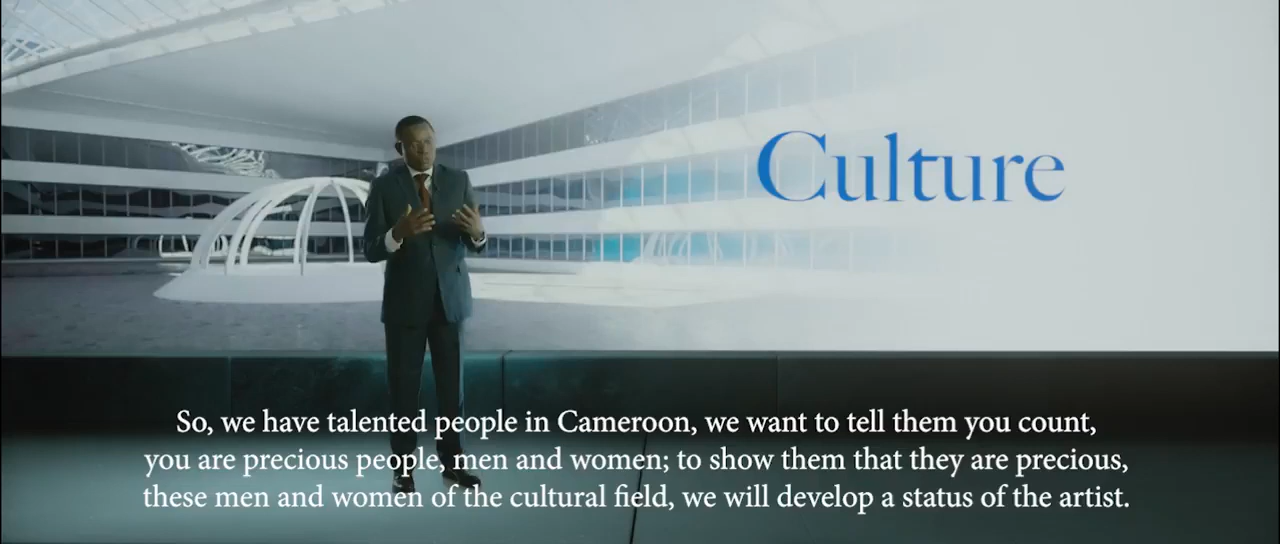 Culture
So, we have talented people in Cameroon, we want to tell them you count,
you are precious people, men and women; to show them that they are precious,
these men and women of the cultural field, we will develop a status of the artist.